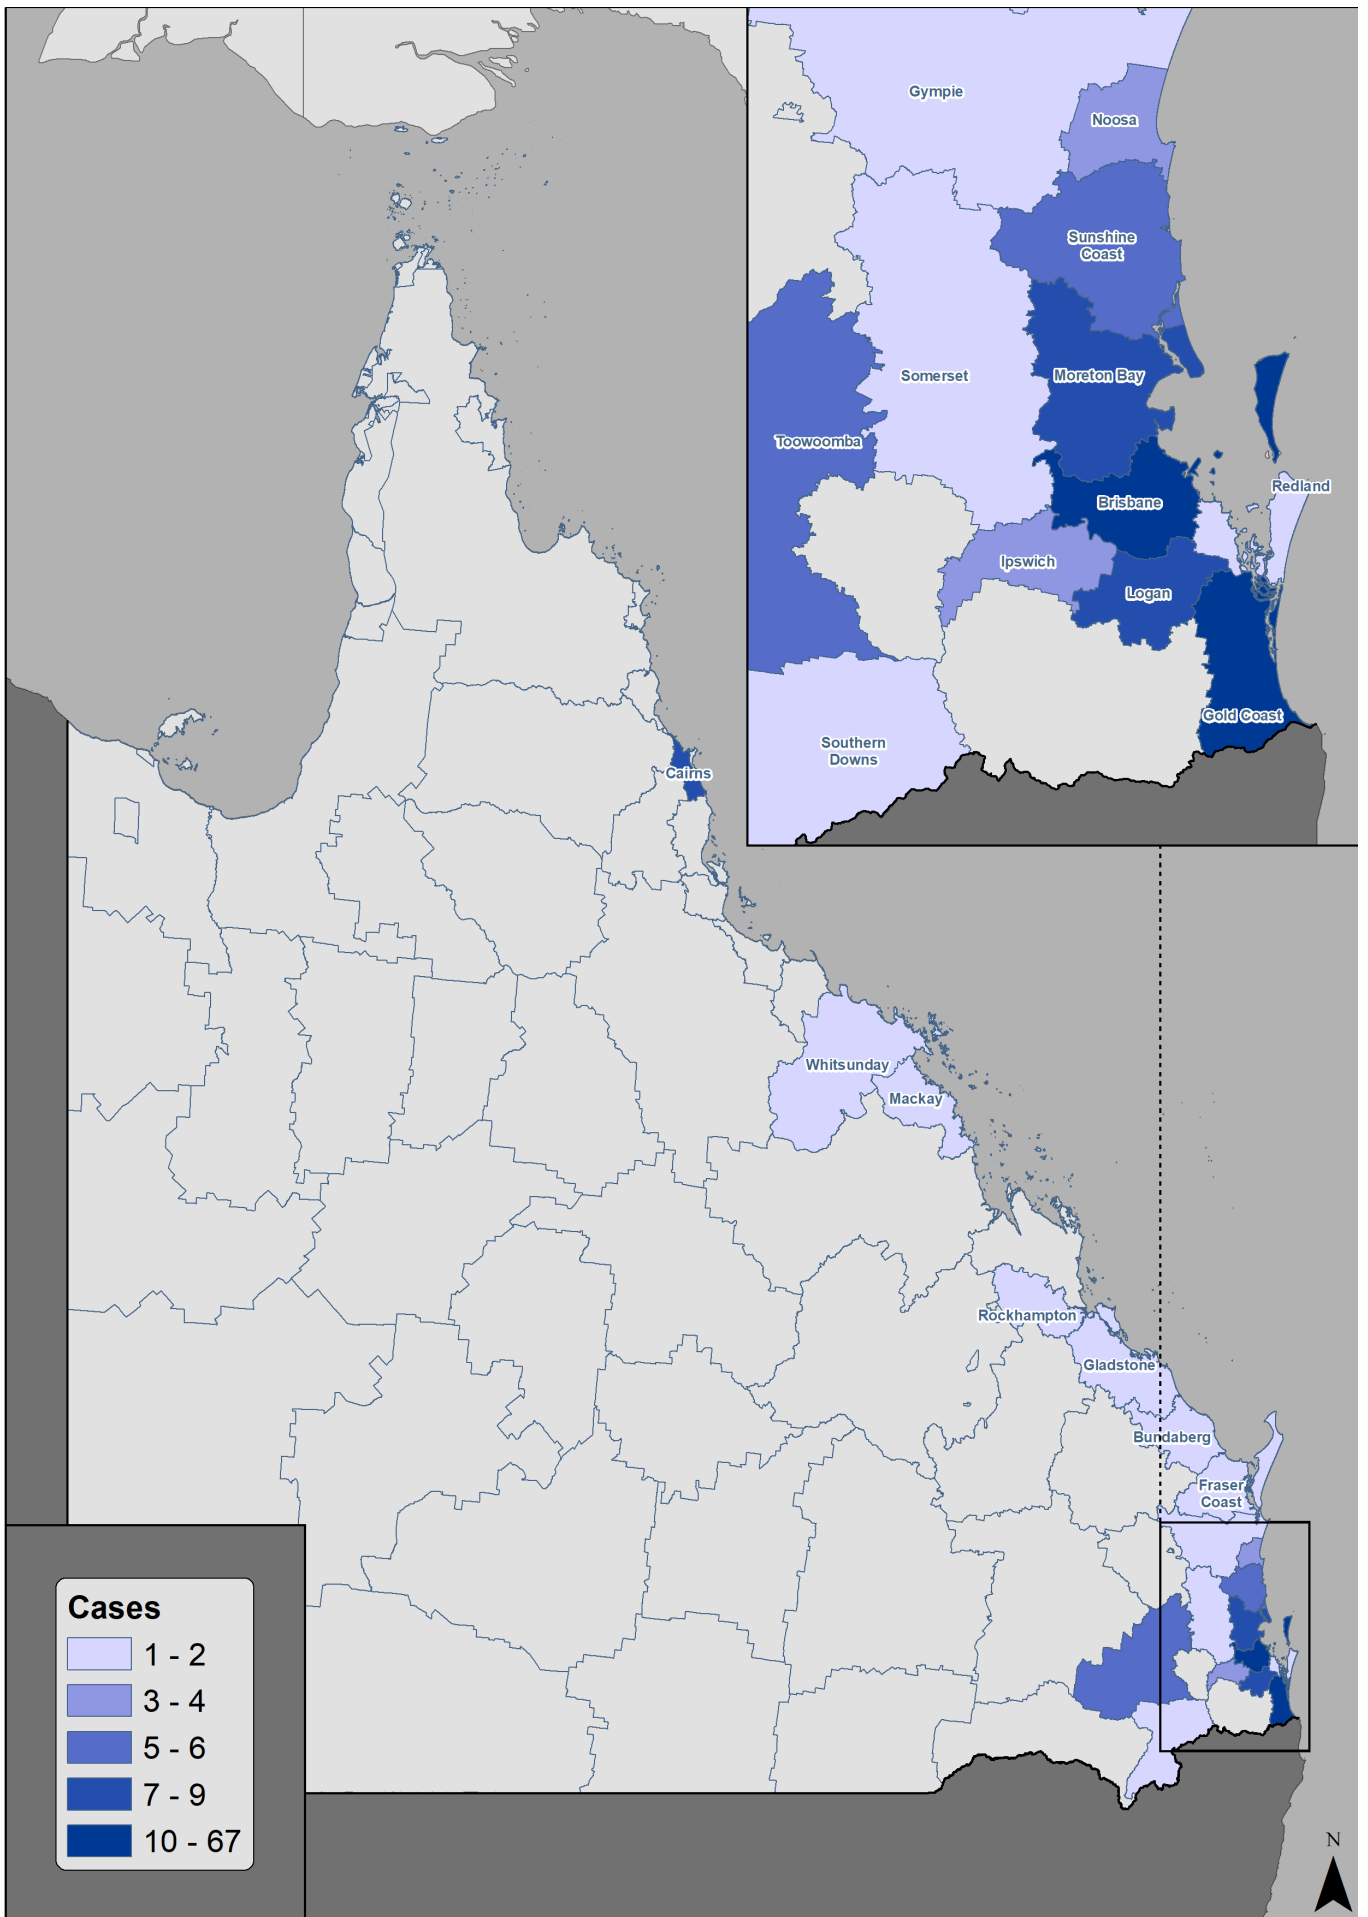 Gympie
Noosa
Sunshine
Coast
Somerset
Moreton Bay
Toowoomba
Redland
Brisbane
Ipswich
Logan
Gold Coast
Southern
Downs
Cairns
Whitsunday
Mackay
Rockhampton
Gladstone
Bundaberg
Fraser
Coast
Cases
1 - 2
3 - 4
5 - 6
7 - 9
10 - 67
N